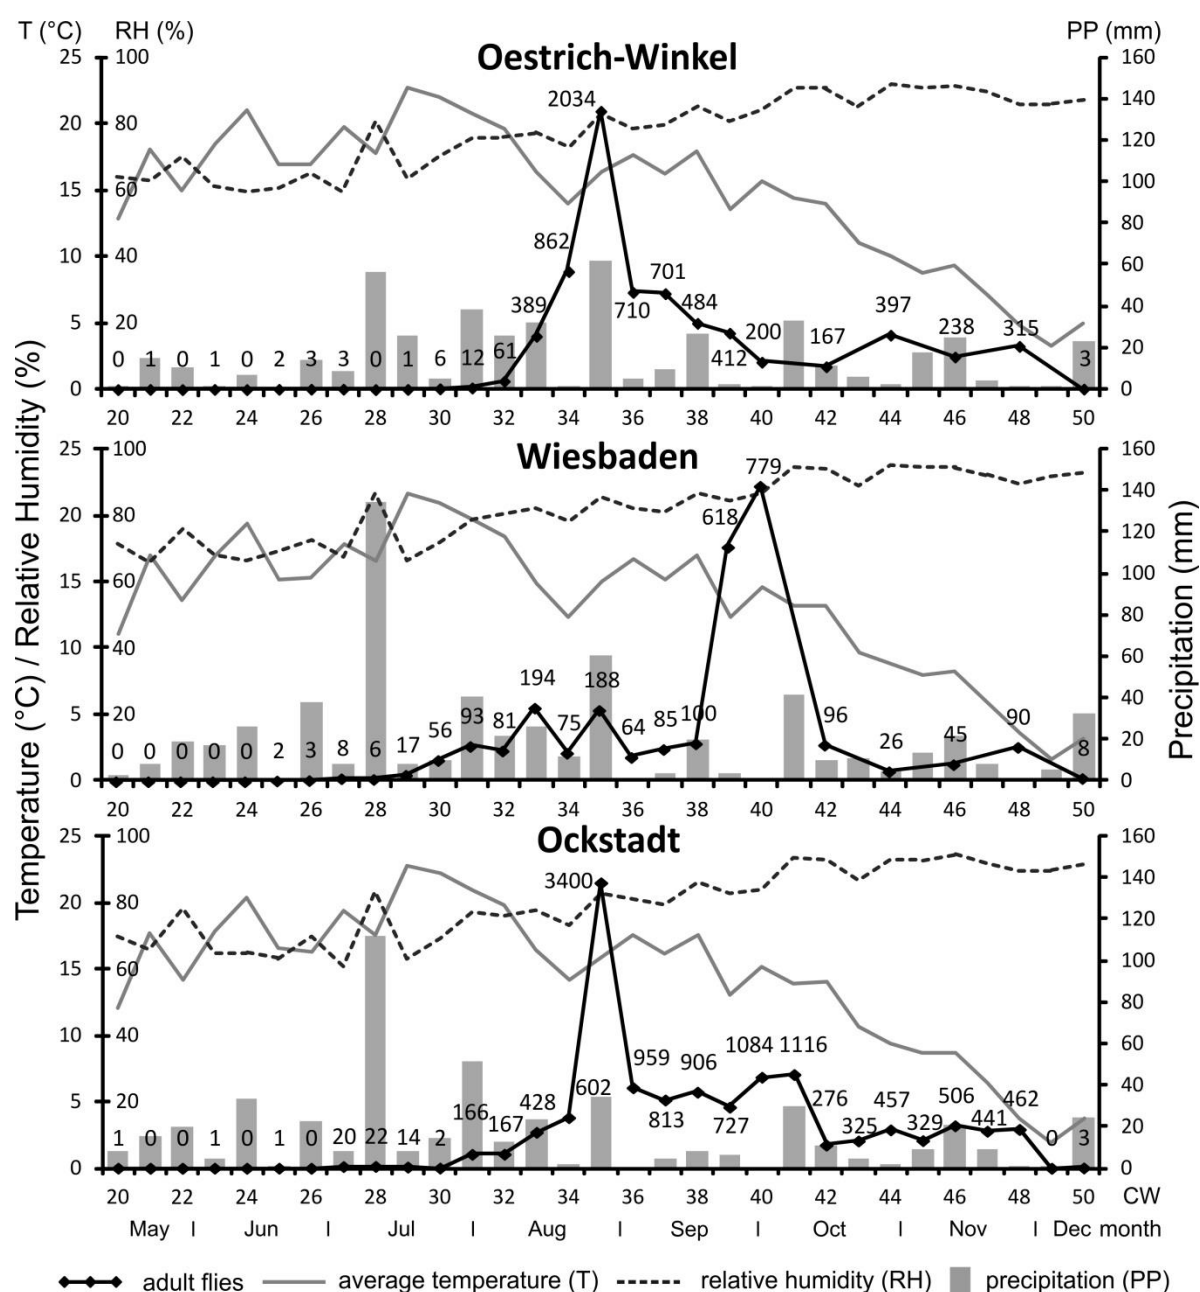 T (°C) RH (%) PP (mm)
Oestrich-Winkel
25 100 160
2034
20 80 140
120
15 60 100
862
80
10 40 60
701
389 710 484 397
5 20 40
412 200 167 238 315
20
0 1 0 1 0 2 3 3 0 1 6 12 61 3
0 0 0
20 22 24 26 28 30 32 34 36 38 40 42 44 46 48 50
Wiesbaden
25 100 160
779
20 80 140
618
120
15 60 100
80
10 40 60
194 188
5 20 40
56 93 81 75 64 85 100 96 26 45 90
20
0 0 0 0 0 2 3 8 6 17 8
0 0 0
20 22 24 26 28 30 32 34 36 38 40 42 44 46 48 50
Ockstadt
25 100 160
3400
20 80 140
120
15 60 100
80
10 40 60
959 906 1084 1116
5 20 40
166 167 428 602 813 727 276 325 457 329 506 441 462
20
1 0 0 1 0 1 0 20 22 14 2 0 3
0 0 0
20 22 24 26 28 30 32 34 36 38 40 42 44 46 48 50 CW
May I Jun I Jul I Aug I Sep I Oct I Nov I Dec month
Temperature (°C) / Relative Humidity (%)
Precipitation (mm)
adult flies average temperature (T) relative humidity (RH) precipitation (PP)